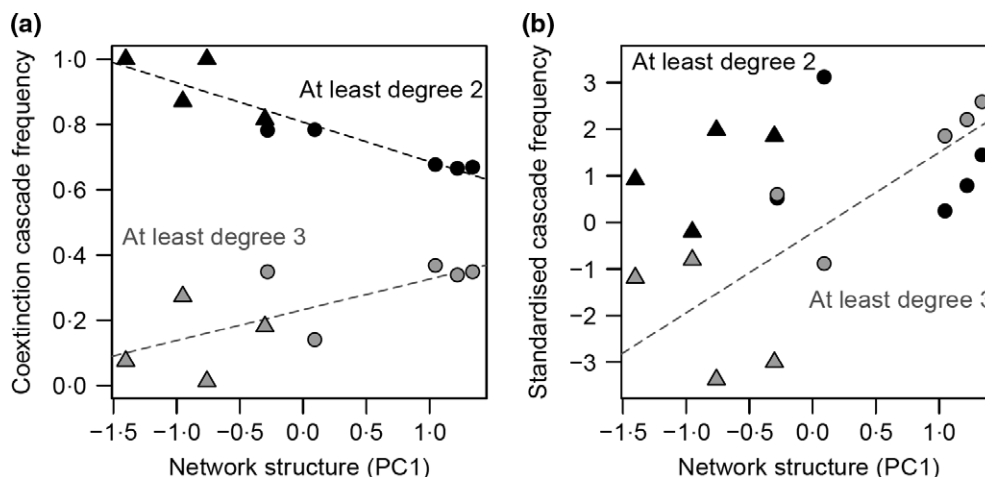 (a)
Coextinction cascade frequency
1·0
0·8
0·6
0·4
0·2
0·0
At least degree 2
At least degree 3
−1·5 −1·0 −0·5 0·0 0·5 1·0
Network structure (PC1)
(b)
Standardised cascade frequency
3
2
1
0
−1
−2
−3
At least degree 2
At least degree 3
−1·5 −1·0 −0·5 0·0 0·5 1·0
Network structure (PC1)